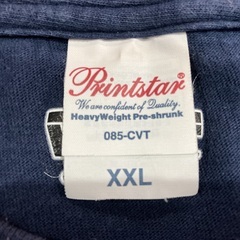 Printstar
We are confident of Quality.
HeavyWeight Pre-shrunk
085-CVT
XXL